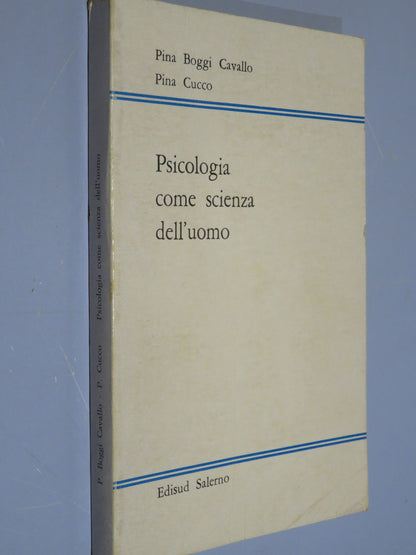 Pina Boggi Cavallo
Pina Cucco
Psicologia
come scienza
dell'uomo
Edisud Salerno
P. Boggi Cavallo - P. Cucco Psicologia come scienza dell'uomo